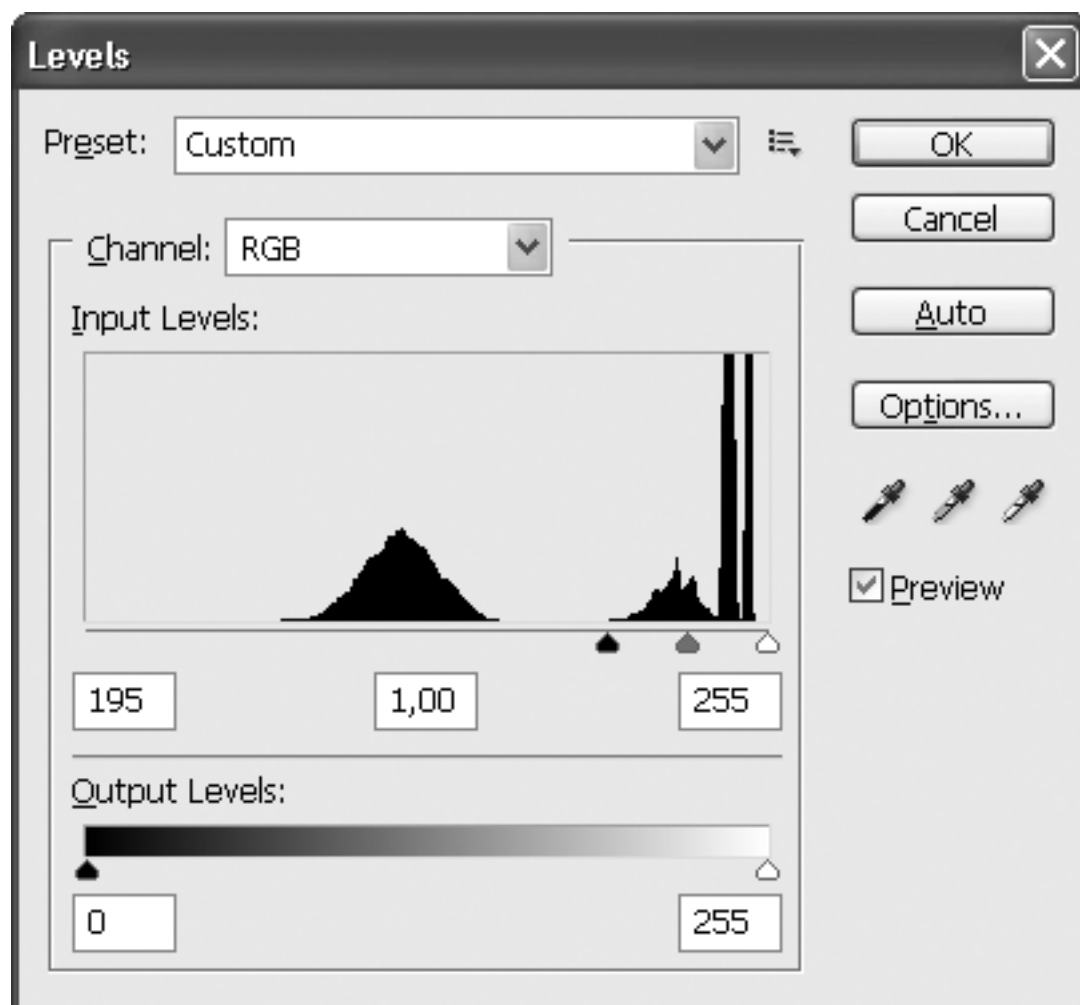 Levels
Preset: Custom
OK
Cancel
Channel: RGB
Input Levels:
Auto
Options...
Preview
195 1,00 255
Output Levels:
0 255